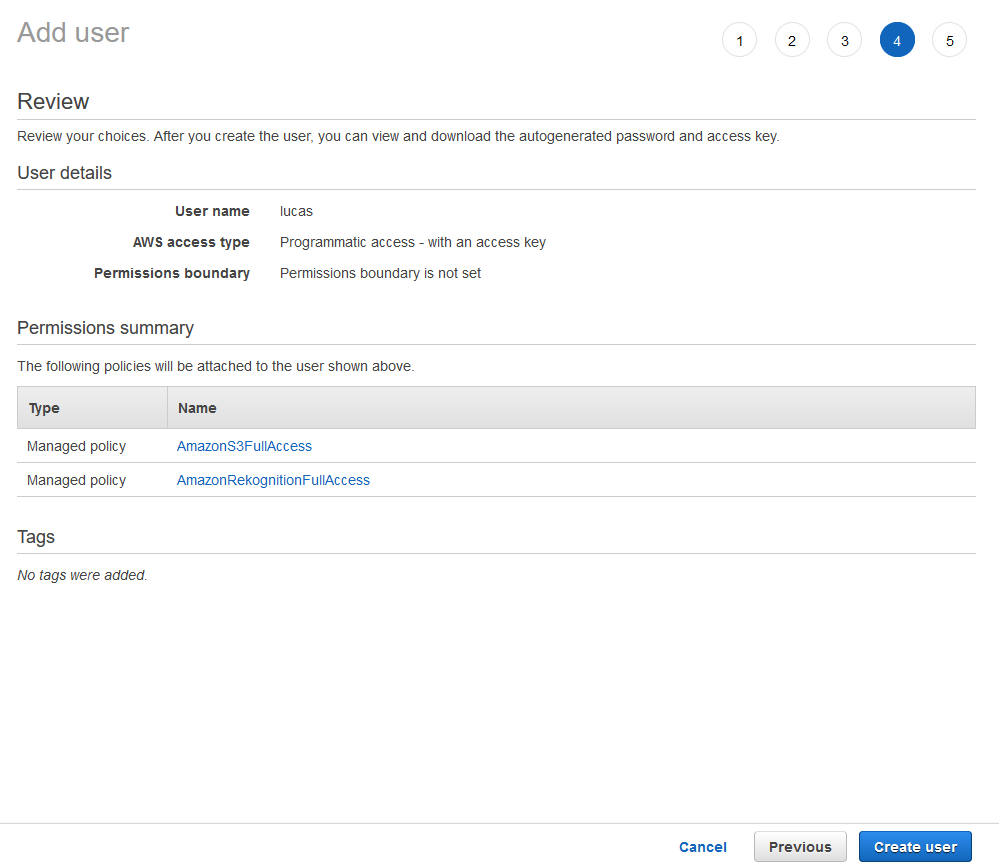 Add user
1 2 3 4 5
Review
Review your choices. After you create the user, you can view and download the autogenerated password and access key.
User details
User name lucas
AWS access type Programmatic access - with an access key
Permissions boundary Permissions boundary is not set
Permissions summary
The following policies will be attached to the user shown above.
Type Name
Managed policy AmazonS3FullAccess
Managed policy AmazonRekognitionFullAccess
Tags
No tags were added.
Cancel Previous Create user